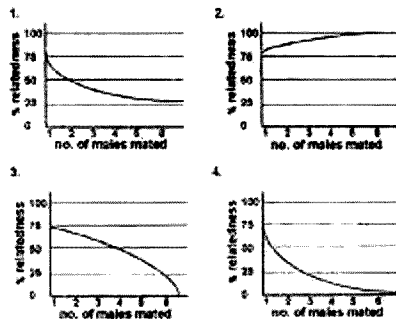 1.
100
75
50
25
0
% relatedness
1 2 3 4 5 6
no. of males mated
2.
100
75
50
25
0
% relatedness
1 2 3 4 5 6
no. of males mated
3.
100
75
50
25
0
% relatedness
1 2 3 4 5 6
no. of males mated
4.
100
75
50
25
0
% relatedness
1 2 3 4 5 6
no. of males mated